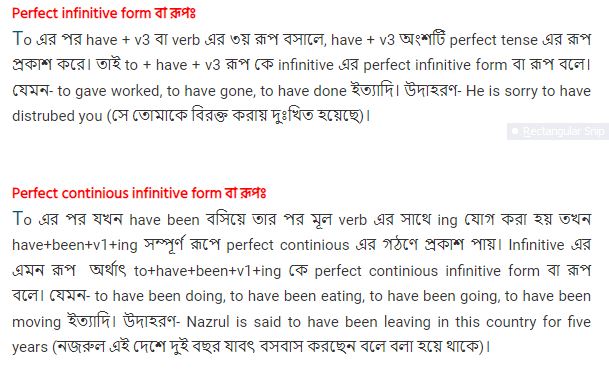 Perfect infinitive form বা রূপঃ
To এর পর have + v3 বা verb এর ৩য় রূপ বসালে, have + v3 অংশটি perfect tense এর রূপ
প্রকাশ করে। তাই to + have + v3 রূপ কে infinitive এর perfect infinitive form বা রূপ বলে।
যেমন- to gave worked, to have gone, to have done ইত্যাদি। উদাহরণ- He is sorry to have
distrubed you (সে তোমাকে বিরক্ত করায় দুঃখিত হয়েছে)।
Rectangular Snip
Perfect continious infinitive form বা রূপঃ
To এর পর যখন have been বসিয়ে তার পর মূল verb এর সাথে ing যোগ করা হয় তখন
have+been+v1+ing সম্পূর্ণ রূপে perfect continious এর গঠণে প্রকাশ পায়। Infinitive এর
এমন রূপ অর্থাৎ to+have+been+v1+ing কে perfect continious infinitive form বা রূপ
বলে। যেমন- to have been doing, to have been eating, to have been going, to have been
moving ইত্যাদি। উদাহরণ- Nazrul is said to have been leaving in this country for five
years (নজরুল এই দেশে দুই বছর যাবৎ বসবাস করছেন বলে বলা হয়ে থাকে)।